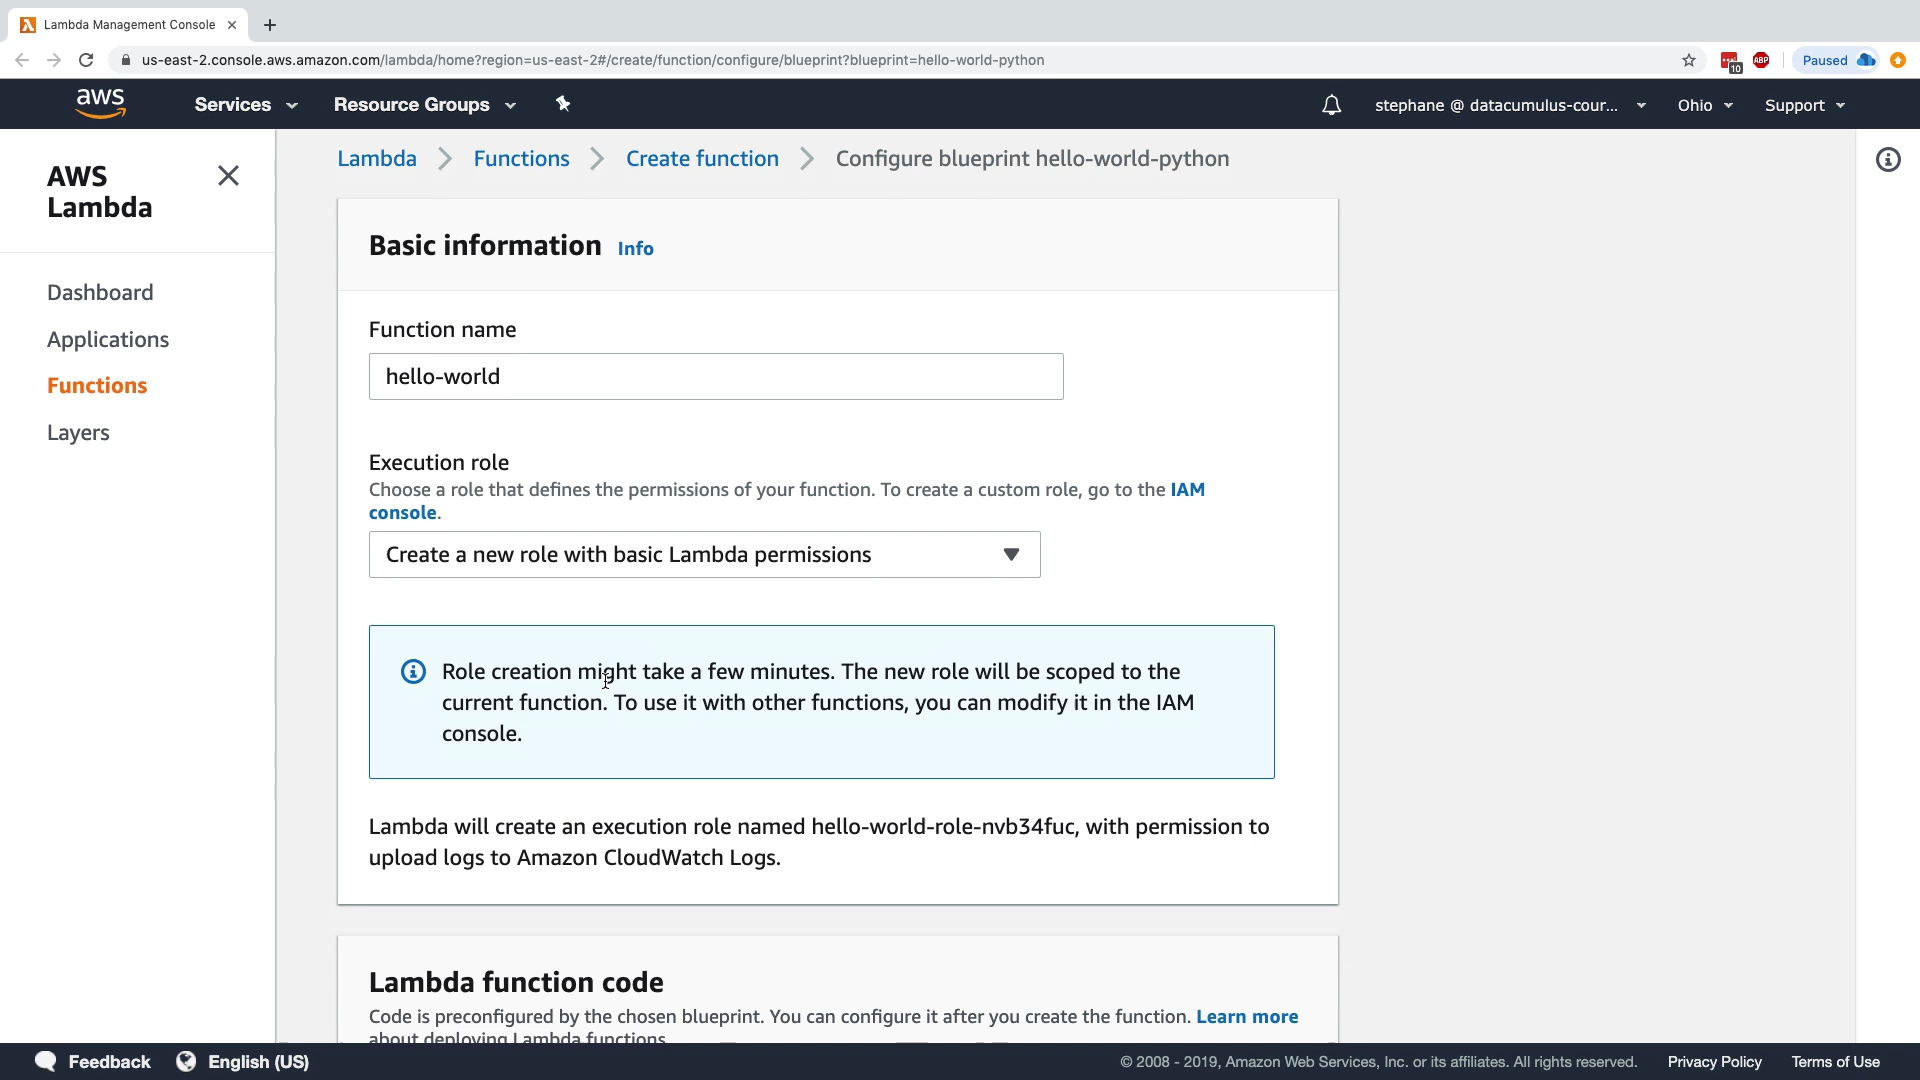 Lambda Management Console
us-east-2.console.aws.amazon.com/lambda/home?region=us-east-2#/create/function/configure/blueprint?blueprint=hello-world-python
10
ABP
Paused
aws
Services
Resource Groups
stephane @ datacumulus-cour...
Ohio
Support
AWS
Lambda
Dashboard
Applications
Functions
Layers
Lambda > Functions > Create function > Configure blueprint hello-world-python
Basic information Info
Function name
hello-world
Execution role
Choose a role that defines the permissions of your function. To create a custom role, go to the IAM
console.
Create a new role with basic Lambda permissions
Role creation might take a few minutes. The new role will be scoped to the
current function. To use it with other functions, you can modify it in the IAM
console.
Lambda will create an execution role named hello-world-role-nvb34fuc, with permission to
upload logs to Amazon CloudWatch Logs.
Lambda function code
Code is preconfigured by the chosen blueprint. You can configure it after you create the function. Learn more
about deploying Lambda functions.
Feedback
English (US)
© 2008 - 2019, Amazon Web Services, Inc. or its affiliates. All rights reserved.
Privacy Policy
Terms of Use